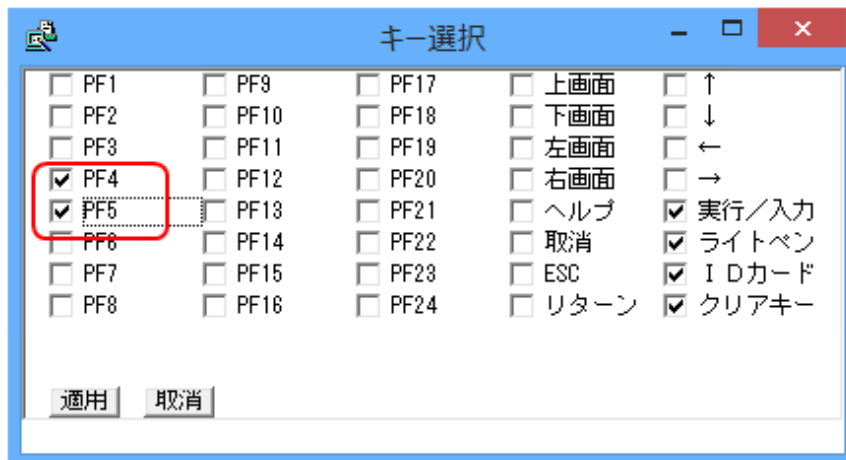 キー選択
PF1 PF9 PF17 上画面 ↑
PF2 PF10 PF18 下画面 ↓
PF3 PF11 PF19 左画面 ←
PF4 PF12 PF20 右画面 →
PF5 PF13 PF21 ヘルプ 実行/入力
PF6 PF14 PF22 取消 ライトペン
PF7 PF15 PF23 ESC IDカード
PF8 PF16 PF24 リターン クリアキー
適用 取消